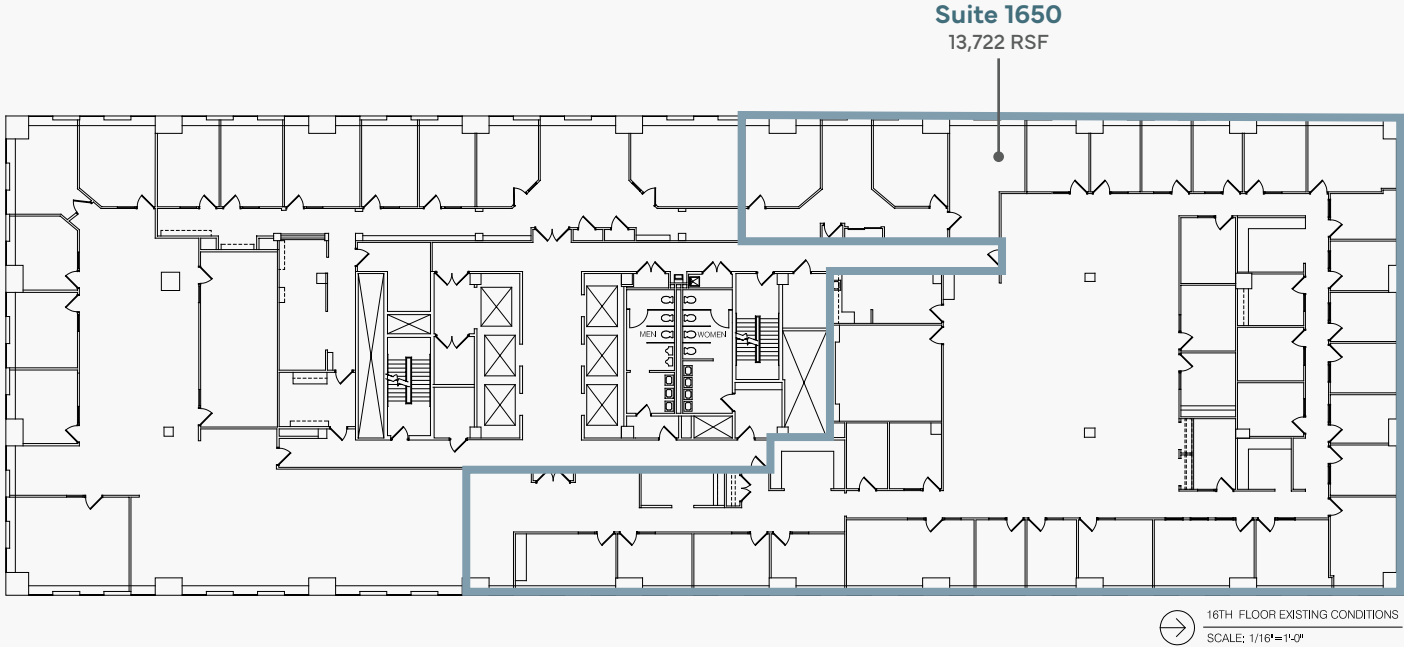 Suite 1650
13,722 RSF
MEN
WOMEN
16TH FLOOR EXISTING CONDITIONS
SCALE: 1/16"=1'-0"